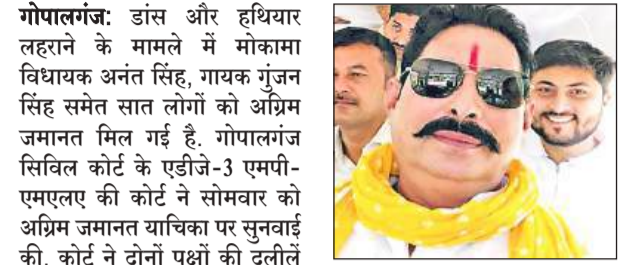 गोपालगंज: डांस और हथियार
लहराने के मामले में मोकामा
विधायक अनंत सिंह, गायक गुंजन
सिंह समेत सात लोगों को अग्रिम
जमानत मिल गई है. गोपालगंज
सिविल कोर्ट के एडीजे-3 एमपी-
एमएलए की कोर्ट ने सोमवार को
अग्रिम जमानत याचिका पर सुनवाई
की. कोर्ट ने दोनों पक्षों की दलीलें